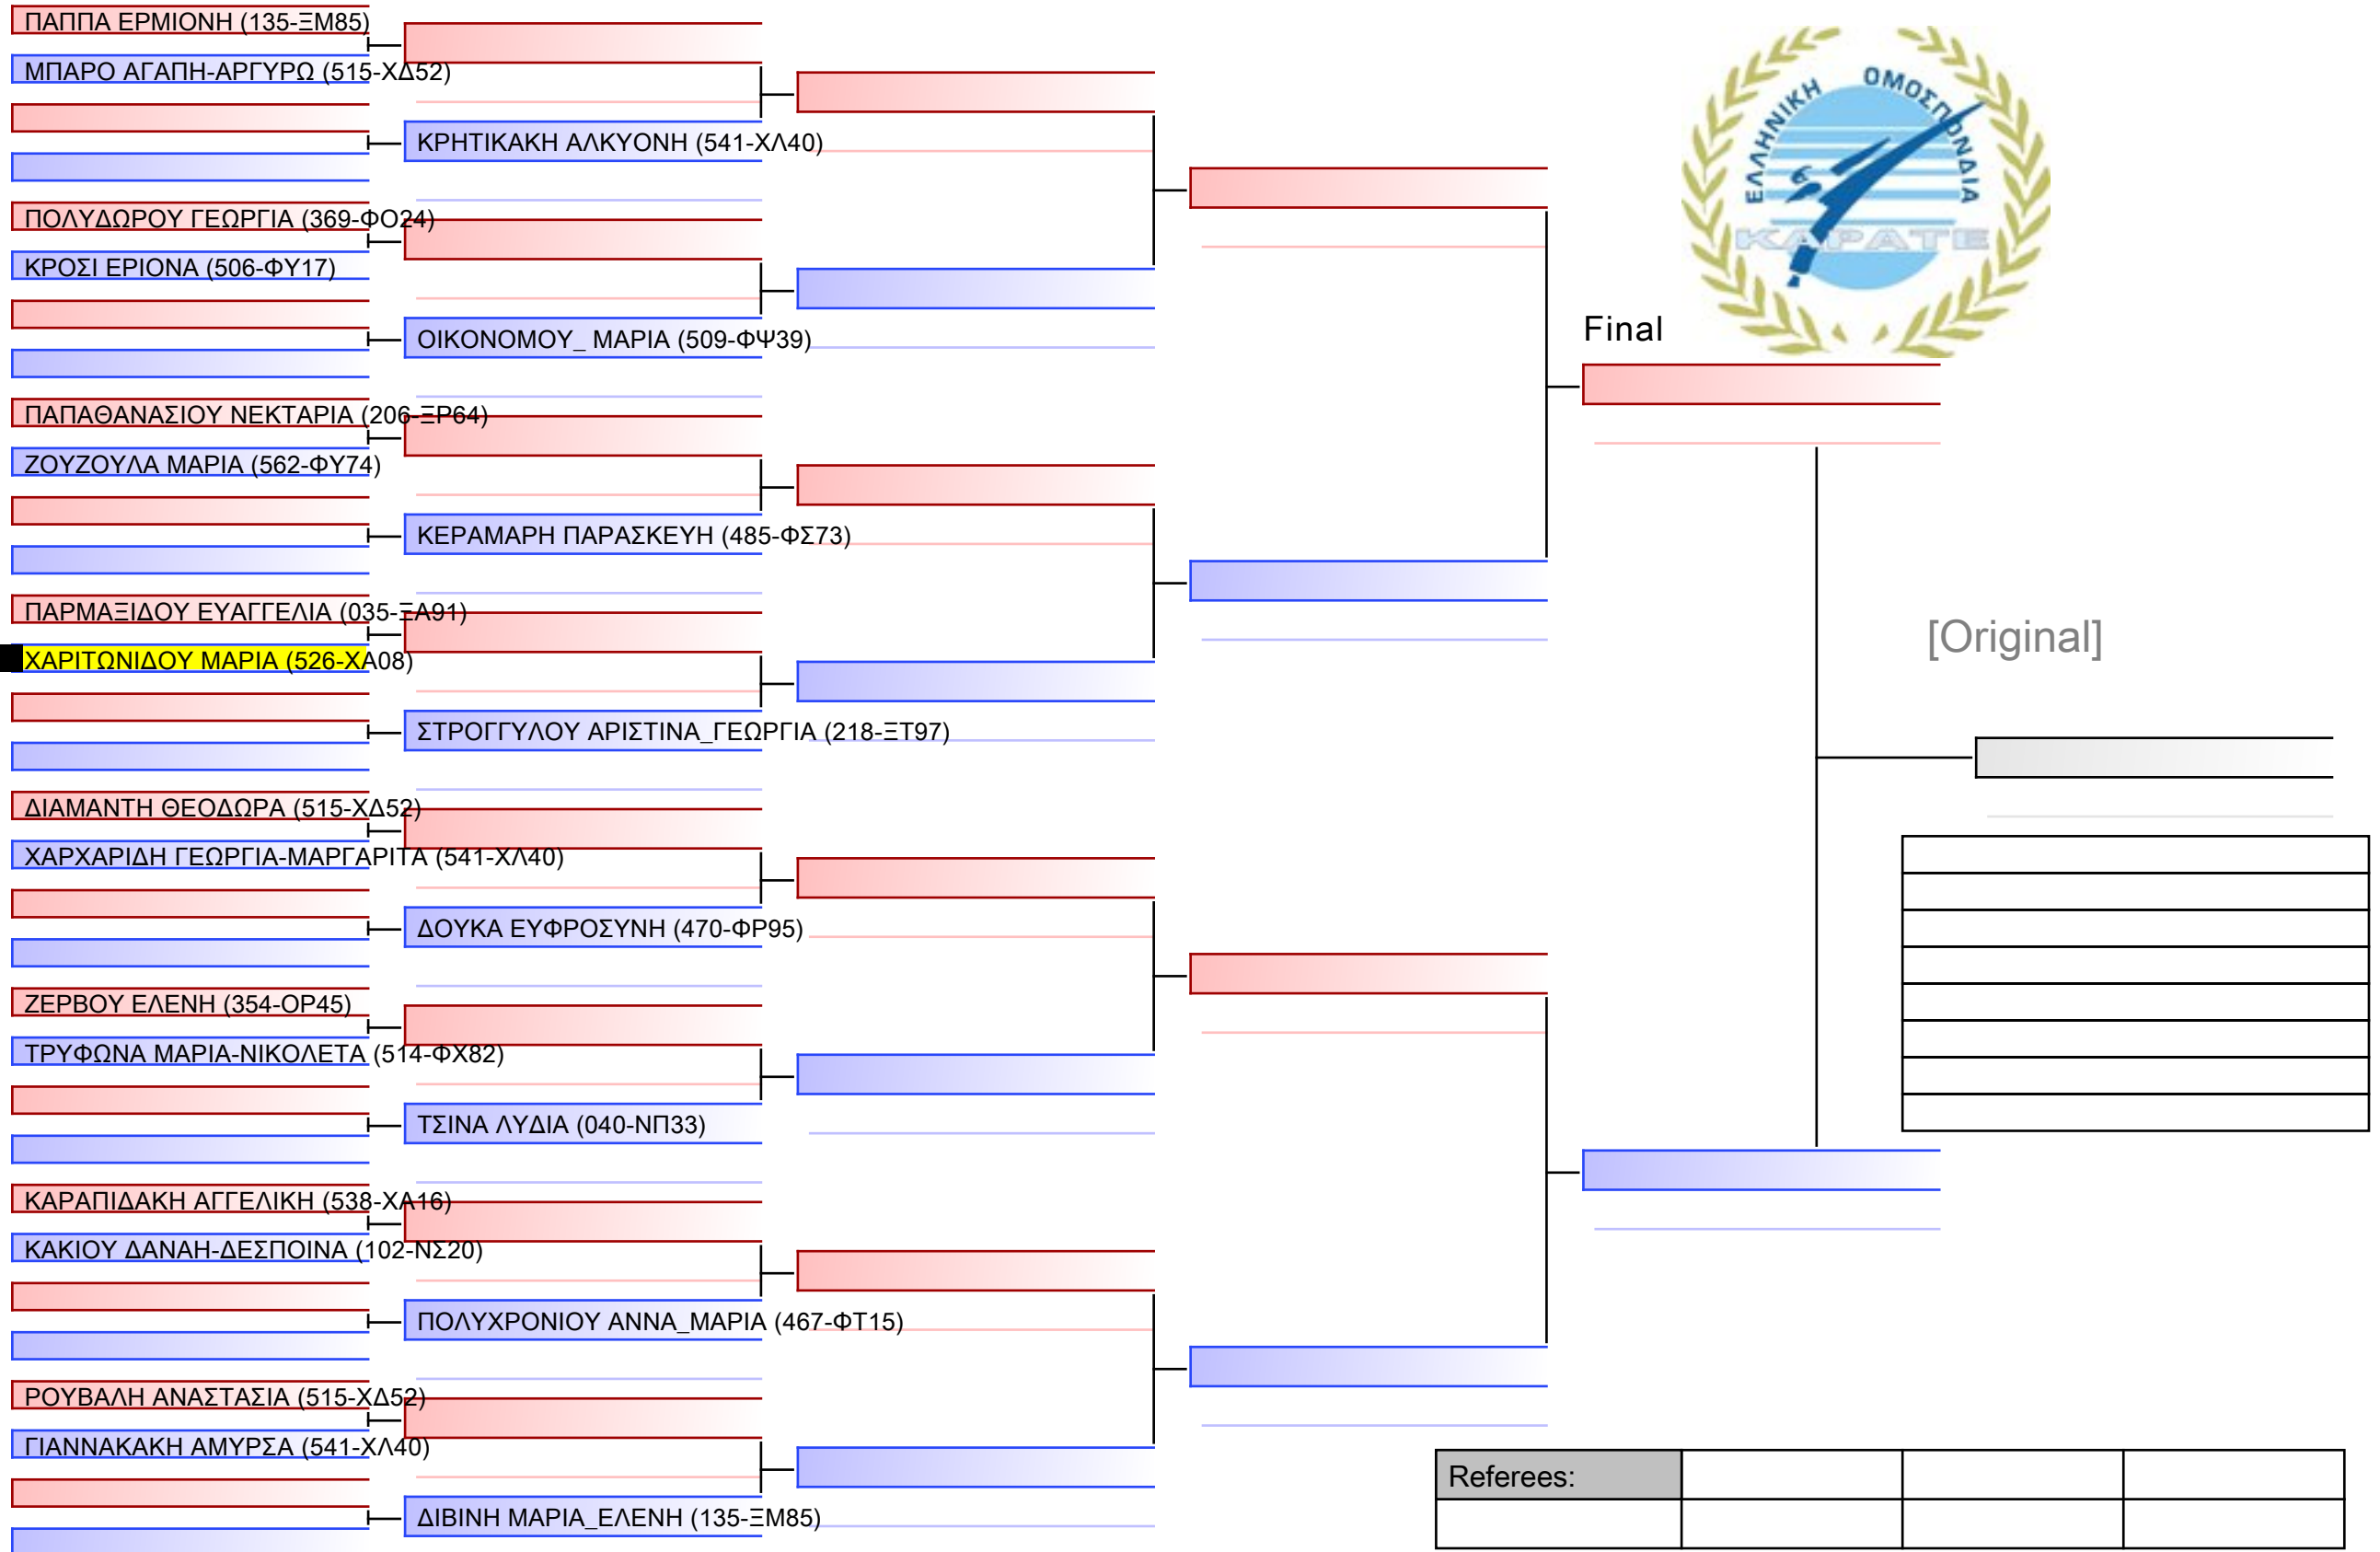 ΠΑΠΠΑ ΕΡΜΙΟΝΗ (135-ΞΜ85)
ΜΠΑΡΟ ΑΓΑΠΗ-ΑΡΓΥΡΩ (515-ΧΔ52)
ΚΡΗΤΙΚΑΚΗ ΑΛΚΥΟΝΗ (541-ΧΛ40)
ΠΟΛΥΔΩΡΟΥ ΓΕΩΡΓΙΑ (369-ΦΟ24)
ΚΡΟΣΙ ΕΡΙΟΝΑ (506-ΦΥ17)
ΟΙΚΟΝΟΜΟΥ_ ΜΑΡΙΑ (509-ΦΨ39)
ΠΑΠΑΘΑΝΑΣΙΟΥ ΝΕΚΤΑΡΙΑ (206-ΞΡ64)
ΖΟΥΖΟΥΛΑ ΜΑΡΙΑ (562-ΦΥ74)
ΚΕΡΑΜΑΡΗ ΠΑΡΑΣΚΕΥΗ (485-ΦΣ73)
ΠΑΡΜΑΞΙΔΟΥ ΕΥΑΓΓΕΛΙΑ (035-ΞΑ91)
ΧΑΡΙΤΩΝΙΔΟΥ ΜΑΡΙΑ (526-ΧΑ08)
ΣΤΡΟΓΓΥΛΟΥ ΑΡΙΣΤΙΝΑ_ΓΕΩΡΓΙΑ (218-ΞΤ97)
ΔΙΑΜΑΝΤΗ ΘΕΟΔΩΡΑ (515-ΧΔ52)
ΧΑΡΧΑΡΙΔΗ ΓΕΩΡΓΙΑ-ΜΑΡΓΑΡΙΤΑ (541-ΧΛ40)
ΔΟΥΚΑ ΕΥΦΡΟΣΥΝΗ (470-ΦΡ95)
ΖΕΡΒΟΥ ΕΛΕΝΗ (354-ΟΡ45)
ΤΡΥΦΩΝΑ ΜΑΡΙΑ-ΝΙΚΟΛΕΤΑ (514-ΦΧ82)
ΤΣΙΝΑ ΛΥΔΙΑ (040-ΝΠ33)
ΚΑΡΑΠΙΔΑΚΗ ΑΓΓΕΛΙΚΗ (538-ΧΑ16)
ΚΑΚΙΟΥ ΔΑΝΑΗ-ΔΕΣΠΟΙΝΑ (102-ΝΣ20)
ΠΟΛΥΧΡΟΝΙΟΥ ΑΝΝΑ_ΜΑΡΙΑ (467-ΦΤ15)
ΡΟΥΒΑΛΗ ΑΝΑΣΤΑΣΙΑ (515-ΧΔ52)
ΓΙΑΝΝΑΚΑΚΗ ΑΜΥΡΣΑ (541-ΧΛ40)
ΔΙΒΙΝΗ ΜΑΡΙΑ_ΕΛΕΝΗ (135-ΞΜ85)
ΕΛΛΗΝΙΚΗ ΟΜΟΣΠΟΝΔΙΑ
ΚΑΡΑΤΕ
Final
[Original]
Referees: